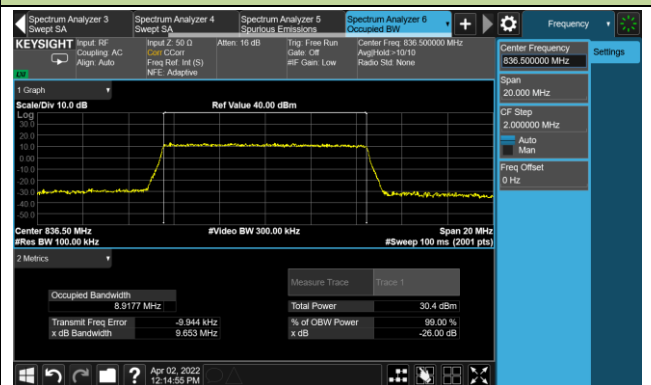 Spectrum Analyzer 3
Swept SA
Spectrum Analyzer 4
Swept SA
Spectrum Analyzer 5
Spurious Emissions
Spectrum Analyzer 6
Occupied BW
Frequency
KEYSIGHT
Input: RF
Coupling: AC
Align: Auto
Input Z: 50 Ω
Corr CCorr
Freq Ref: Int (S)
NFE: Adaptive
Atten: 16 dB
Trig: Free Run
Gate: Off
#IF Gain: Low
Center Freq: 836.500000 MHz
Avg|Hold:>10/10
Radio Std: None
LXI
Center Frequency
836.500000 MHz
Settings
Span
20.000 MHz
CF Step
2.000000 MHz
Auto
Man
Freq Offset
0 Hz
1 Graph
Scale/Div 10.0 dB
Ref Value 40.00 dBm
Log
30.0
20.0
10.0
0.00
-10.0
-20.0
-30.0
-40.0
-50.0
Center 836.50 MHz
#Video BW 300.00 kHz
Span 20 MHz
#Res BW 100.00 kHz
#Sweep 100 ms (2001 pts)
2 Metrics
Measure Trace
Trace 1
Occupied Bandwidth
8.9177 MHz
Total Power
30.4 dBm
Transmit Freq Error
-9.944 kHz
% of OBW Power
99.00 %
x dB Bandwidth
9.653 MHz
x dB
-26.00 dB
?
Apr 02, 2022
12:14:55 PM